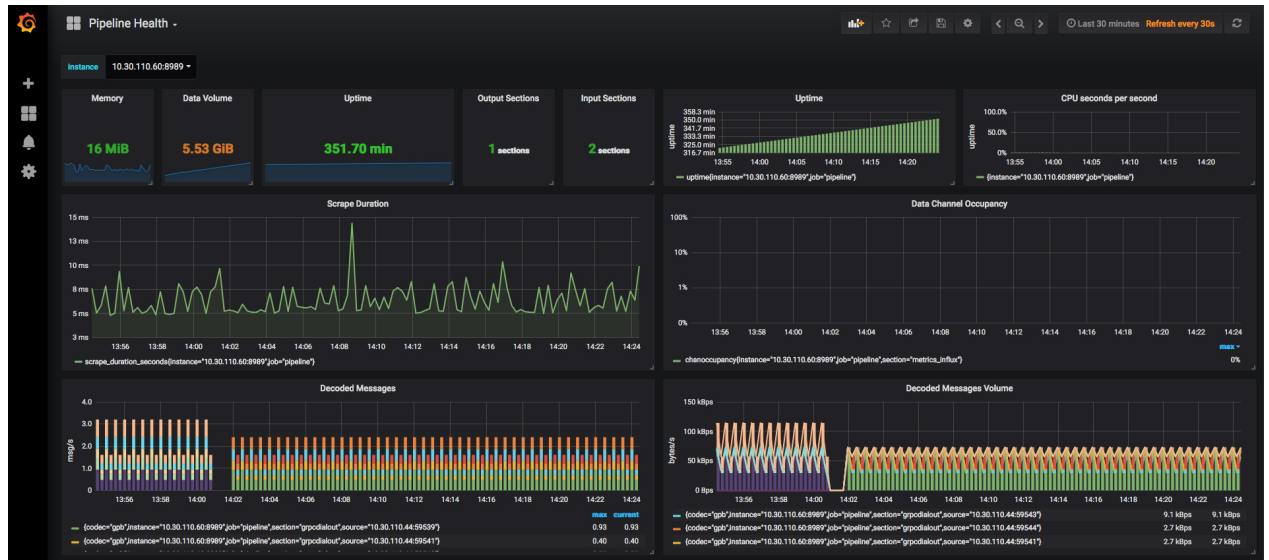 Pipeline Health
Last 30 minutes Refresh every 30s
instance 10.30.110.60:8989
Memory
16 MiB
Data Volume
5.53 GiB
Uptime
351.70 min
Output Sections
1 sections
Input Sections
2 sections
Uptime
uptime
358.3 min
350.0 min
341.7 min
333.3 min
325.0 min
316.7 min
13:55 14:00 14:05 14:10 14:15 14:20
uptime{instance="10.30.110.60:8989",job="pipeline"}
CPU seconds per second
uptime
100.0%
50.0%
0%
13:55 14:00 14:05 14:10 14:15 14:20
{instance="10.30.110.60:8989",job="pipeline"}
Scrape Duration
15 ms
13 ms
10 ms
8 ms
5 ms
3 ms
13:56 13:58 14:00 14:02 14:04 14:06 14:08 14:10 14:12 14:14 14:16 14:18 14:20 14:22 14:24
scrape_duration_seconds{instance="10.30.110.60:8989",job="pipeline"}
Data Channel Occupancy
100%
10%
1%
0%
13:56 13:58 14:00 14:02 14:04 14:06 14:08 14:10 14:12 14:14 14:16 14:18 14:20 14:22 14:24
max
chanoccupancy{instance="10.30.110.60:8989",job="pipeline",section="metrics_influx"} 0%
Decoded Messages
msg/s
4.0
3.0
2.0
1.0
0
13:56 13:58 14:00 14:02 14:04 14:06 14:08 14:10 14:12 14:14 14:16 14:18 14:20 14:22 14:24
max current
{codec="gpb",instance="10.30.110.60:8989",job="pipeline",section="grpcdialout",source="10.30.110.44:59539"} 0.93 0.93
{codec="gpb",instance="10.30.110.60:8989",job="pipeline",section="grpcdialout",source="10.30.110.44:59541"} 0.40 0.40
Decoded Messages Volume
bytes/s
150 kBps
100 kBps
50 kBps
0 Bps
13:56 13:58 14:00 14:02 14:04 14:06 14:08 14:10 14:12 14:14 14:16 14:18 14:20 14:22 14:24
{codec="gpb",instance="10.30.110.60:8989",job="pipeline",section="grpcdialout",source="10.30.110.44:59543"} 9.1 kBps 9.1 kBps
{codec="gpb",instance="10.30.110.60:8989",job="pipeline",section="grpcdialout",source="10.30.110.44:59544"} 2.7 kBps 2.7 kBps
{codec="gpb",instance="10.30.110.60:8989",job="pipeline",section="grpcdialout",source="10.30.110.44:59541"} 2.7 kBps 2.7 kBps